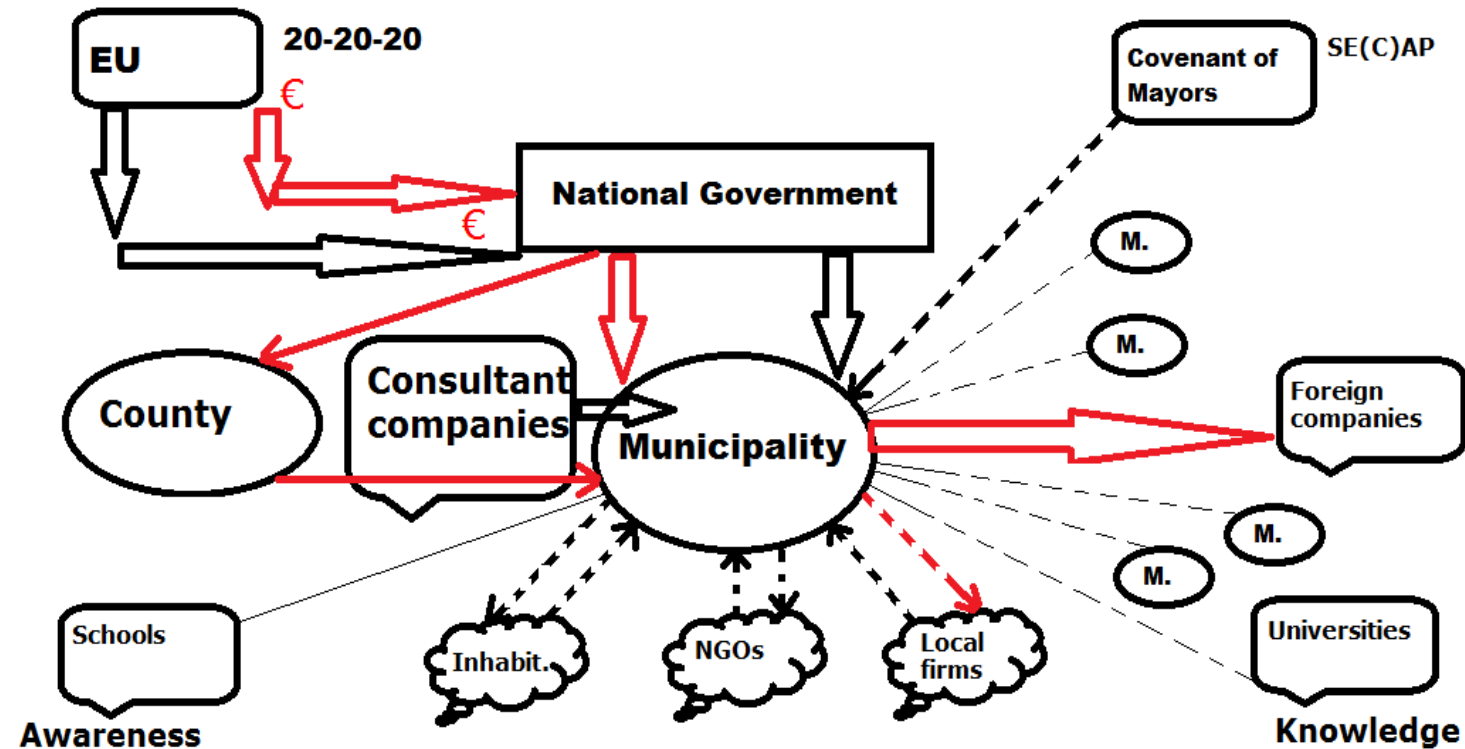 EU
20-20-20
€
Covenant of
Mayors
SE(C)AP
National Government
€
M.
M.
County
Consultant
companies
Municipality
Foreign
companies
M.
M.
Schools
Inhabit.
NGOs
Local
firms
Universities
Awareness
Knowledge